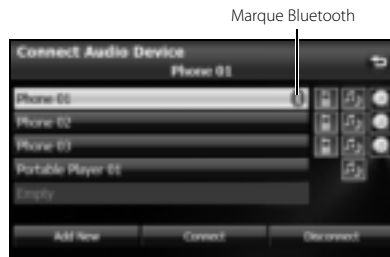 Marque Bluetooth
Connect Audio Device
Phone 01
Phone 01
Phone 02
Phone 03
Portable Player 01
Empty
Add New Connect Disconnect